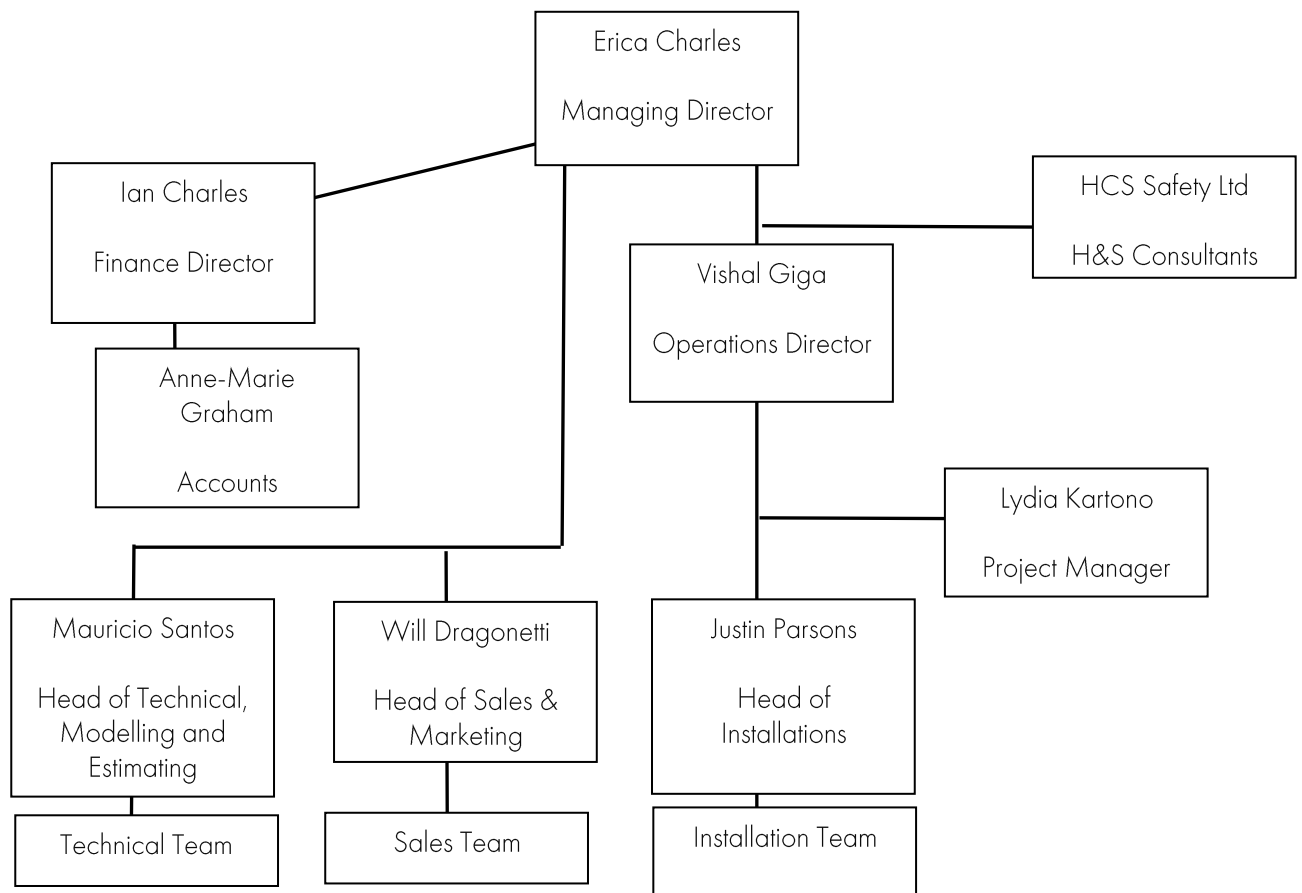 Erica Charles
Managing Director
Ian Charles
Finance Director
HCS Safety Ltd
H&S Consultants
Vishal Giga
Operations Director
Anne-Marie
Graham
Accounts
Lydia Kartono
Project Manager
Mauricio Santos
Head of Technical,
Modelling and
Estimating
Will Dragonetti
Head of Sales &
Marketing
Justin Parsons
Head of
Installations
Technical Team
Sales Team
Installation Team